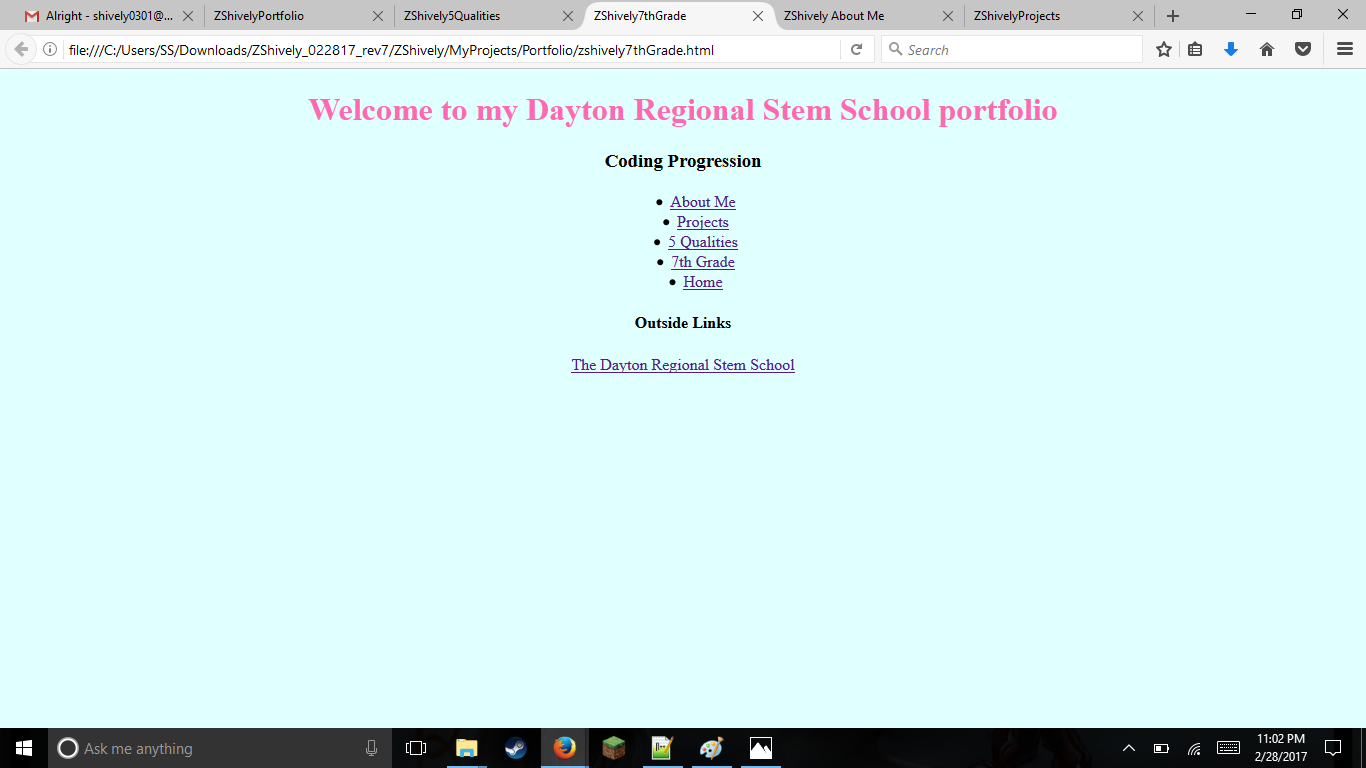 Alright - shively0301@...
ZShivelyPortfolio
ZShively5Qualities
ZShively7thGrade
ZShively About Me
ZShivelyProjects
file:///C:/Users/SS/Downloads/ZShively_022817_rev7/ZShively/MyProjects/Portfolio/zshively7thGrade.html
Search
Welcome to my Dayton Regional Stem School portfolio
Coding Progression
• About Me
• Projects
• 5 Qualities
• 7th Grade
• Home
Outside Links
The Dayton Regional Stem School
Ask me anything
11:02 PM
2/28/2017